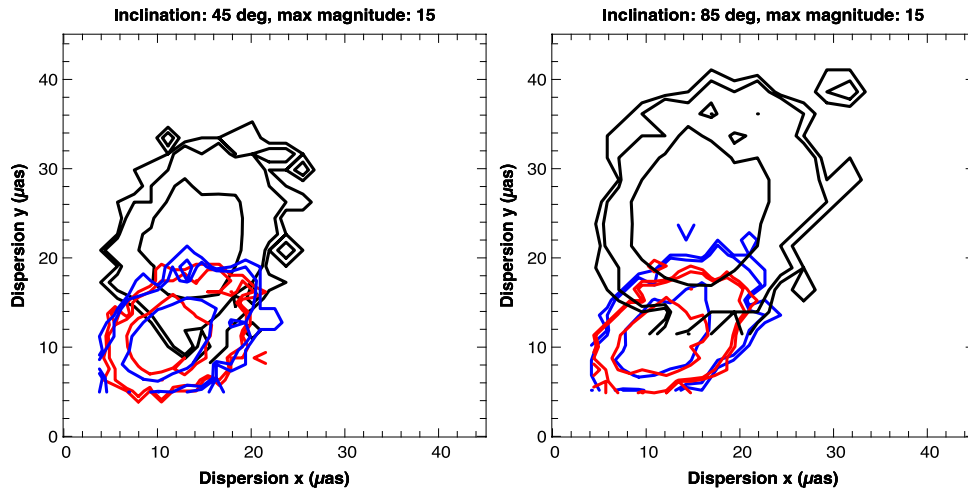 Inclination: 45 deg, max magnitude: 15
Inclination: 85 deg, max magnitude: 15
40
30
20
10
0
Dispersion y (µas)
0 10 20 30 40
Dispersion x (µas)
40
30
20
10
0
Dispersion y (µas)
0 10 20 30 40
Dispersion x (µas)